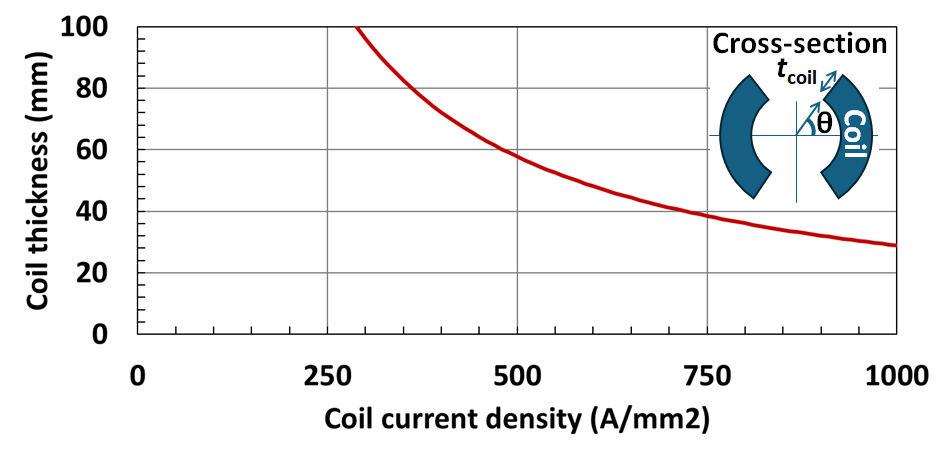 100
80
60
40
20
0
Coil thickness (mm)
0 250 500 750 1000
Coil current density (A/mm2)
Cross-section
tcoil
θ
Coil